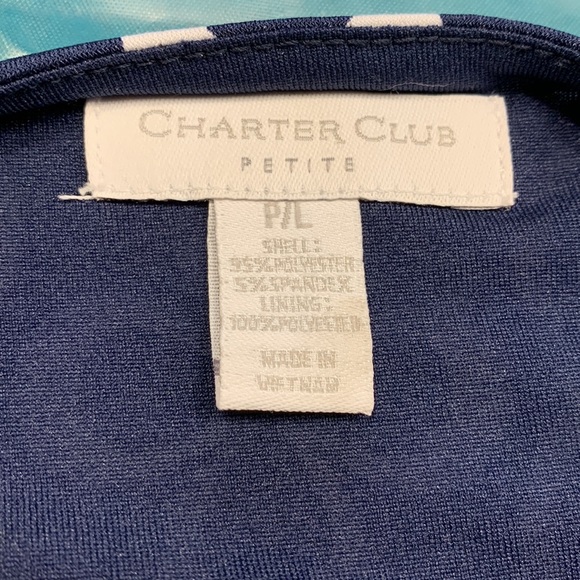 CHARTER CLUB
PETITE
P/L
SHELL:
95%POLYESTER
5%SPANDEX
LINING:
100%POLYESTER
MADE IN
VIETNAM